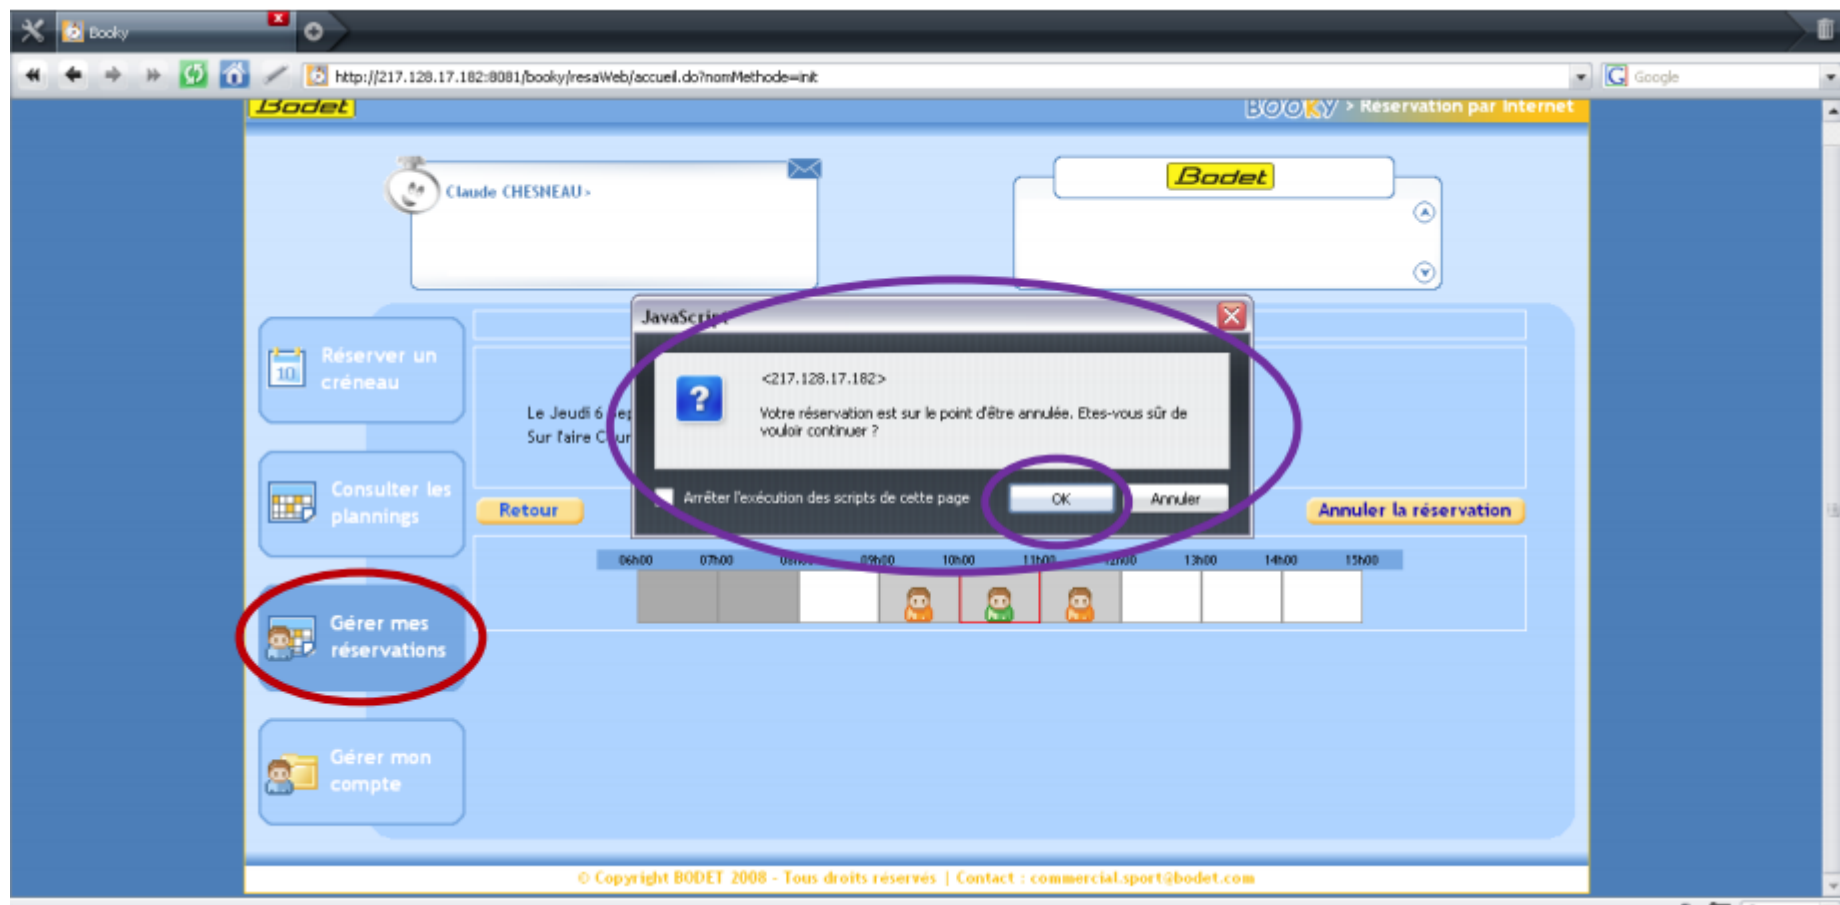 Booky
http://217.128.17.182:8081/booky/resaWeb/accueil.do?nomMethode=init
Google
Bodet
BOOKY > Réservation par Internet
Claude CHESNEAU>
Bodet
JavaScript
<217.128.17.182>
Votre réservation est sur le point d'être annulée. Etes-vous sûr de
vouloir continuer ?
Arrêter l'exécution des scripts de cette page
OK
Annuler
Réserver un
créneau
10
Le Jeudi 6
Sur l'aire
Consulter les
plannings
Retour
Annuler la réservation
06h00 07h00 08h00 09h00 10h00 11h00 12h00 13h00 14h00 15h00
Gérer mes
réservations
Gérer mon
compte
© Copyright BODET 2008 - Tous droits réservés | Contact : commercial.sport@bodet.com